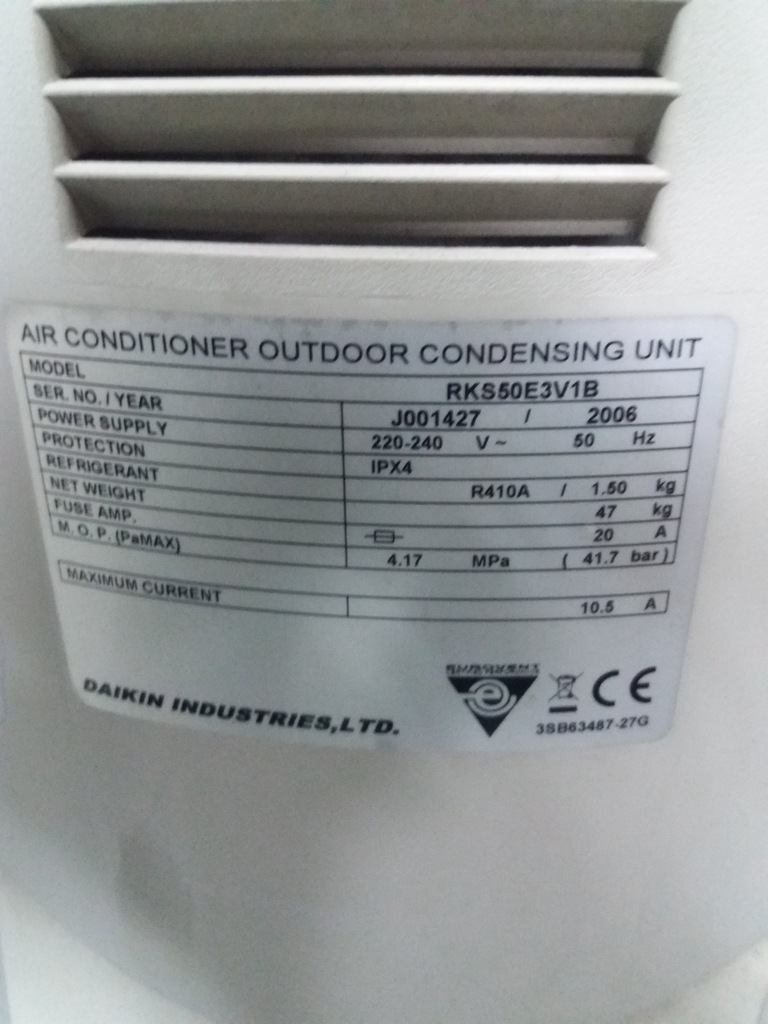 AIR CONDITIONER OUTDOOR CONDENSING UNIT
MODEL RKS50E3V1B
SER. NO. / YEAR J001427 / 2006
POWER SUPPLY 220-240 V ~ 50 Hz
PROTECTION IPX4
REFRIGERANT R410A / 1.50 kg
NET WEIGHT 47 kg
FUSE AMP. 20 A
M. O. P. (PaMAX) 4.17 MPa ( 41.7 bar )
MAXIMUM CURRENT 10.5 A
DAIKIN INDUSTRIES,LTD.
CE
3SB63487-27G